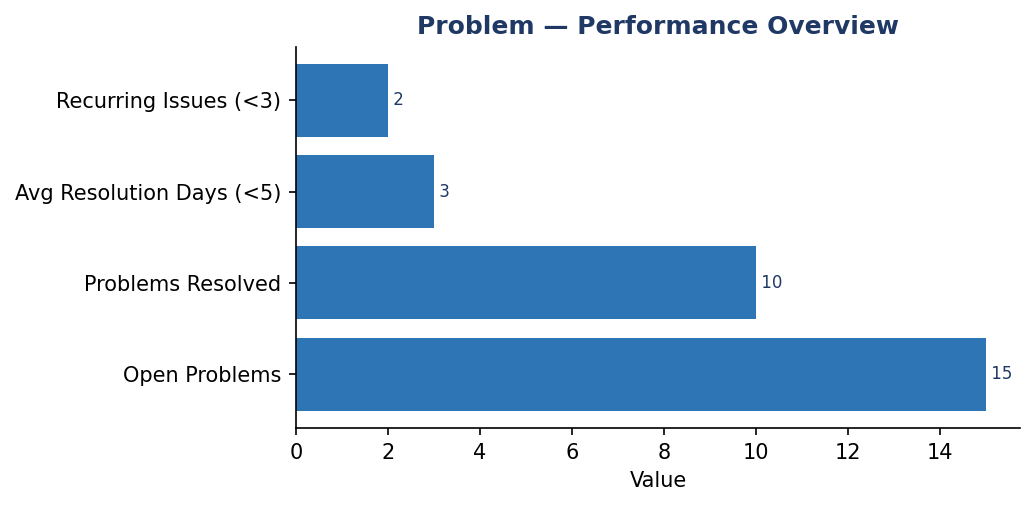 Problem — Performance Overview
Recurring Issues (<3)
2
Avg Resolution Days (<5)
3
Problems Resolved
10
Open Problems
15
0 2 4 6 8 10 12 14
Value